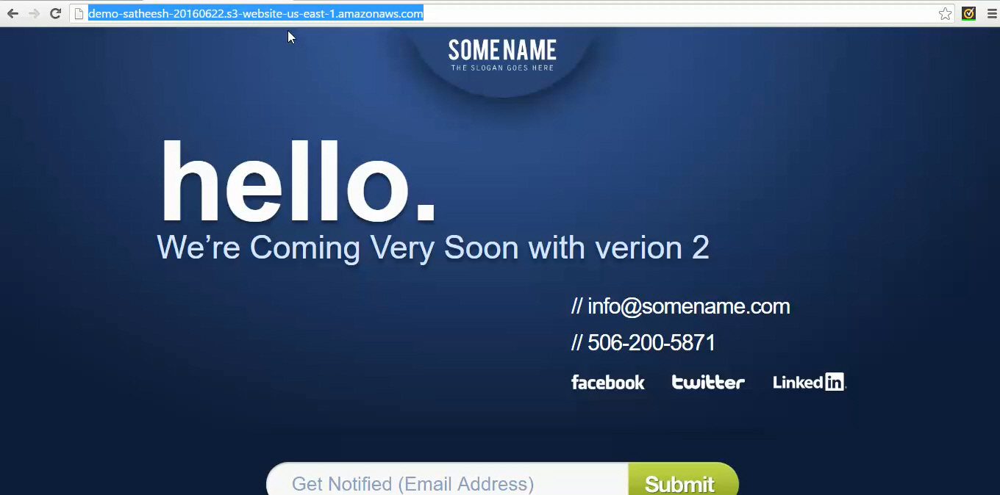 demo-satheesh-20160622.s3-website-us-east-1.amazonaws.com
SOME NAME
THE SLOGAN GOES HERE
hello.
We’re Coming Very Soon with verion 2
// info@somename.com
// 506-200-5871
facebook twitter Linked in.
Get Notified (Email Address) Submit